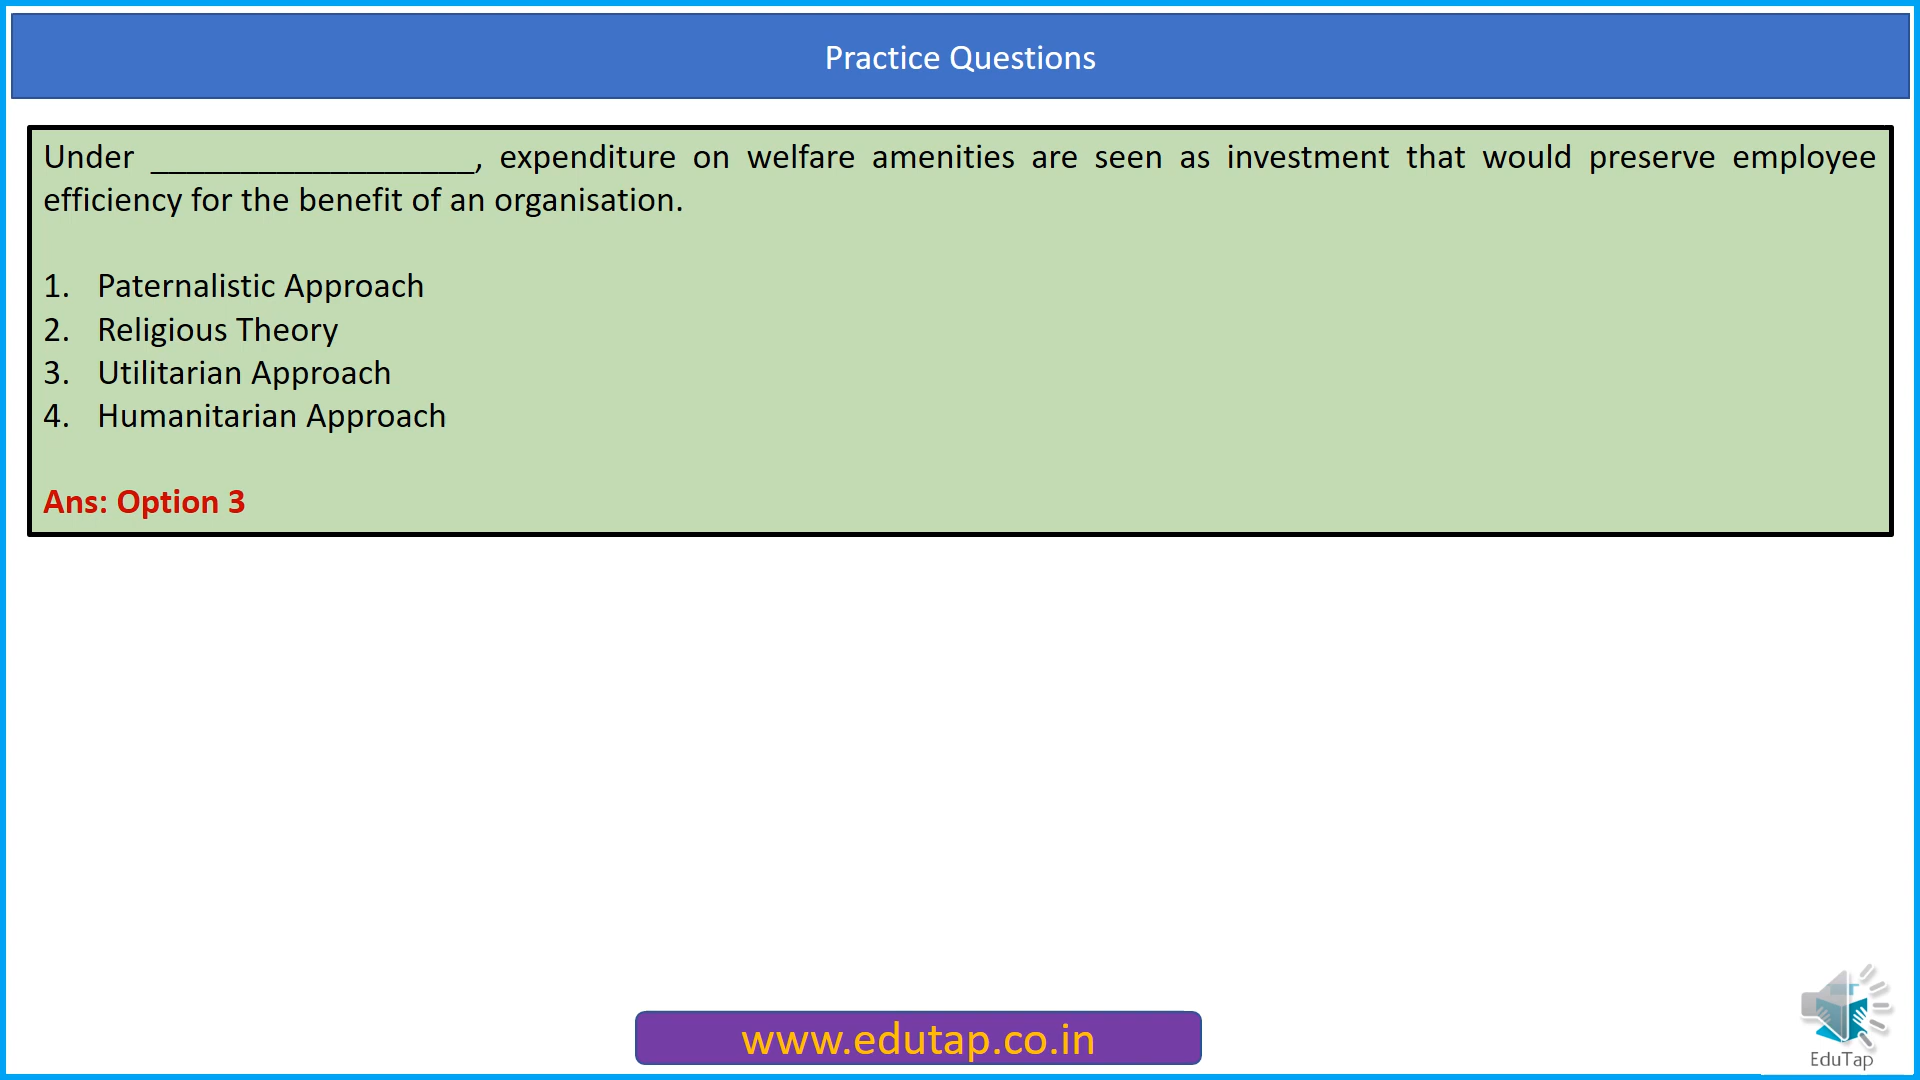 Practice Questions
Under ___________________, expenditure on welfare amenities are seen as investment that would preserve employee
efficiency for the benefit of an organisation.
1. Paternalistic Approach
2. Religious Theory
3. Utilitarian Approach
4. Humanitarian Approach
Ans: Option 3
www.edutap.co.in
EduTap